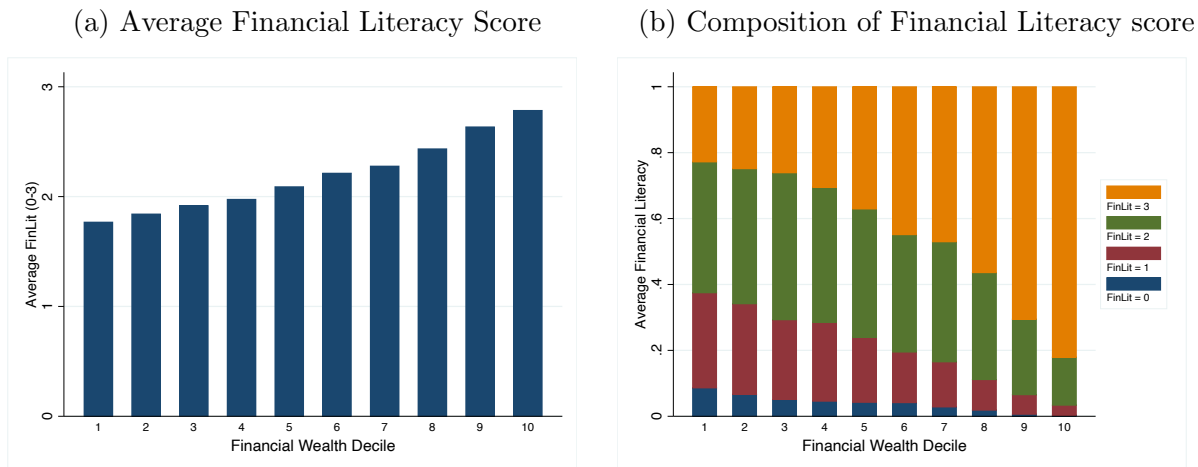 (a) Average Financial Literacy Score
Average FinLit (0-3)
3
2
1
0
1 2 3 4 5 6 7 8 9 10
Financial Wealth Decile
(b) Composition of Financial Literacy score
Average Financial Literacy
1
.8
.6
.4
.2
0
1 2 3 4 5 6 7 8 9 10
Financial Wealth Decile
FinLit = 3
FinLit = 2
FinLit = 1
FinLit = 0